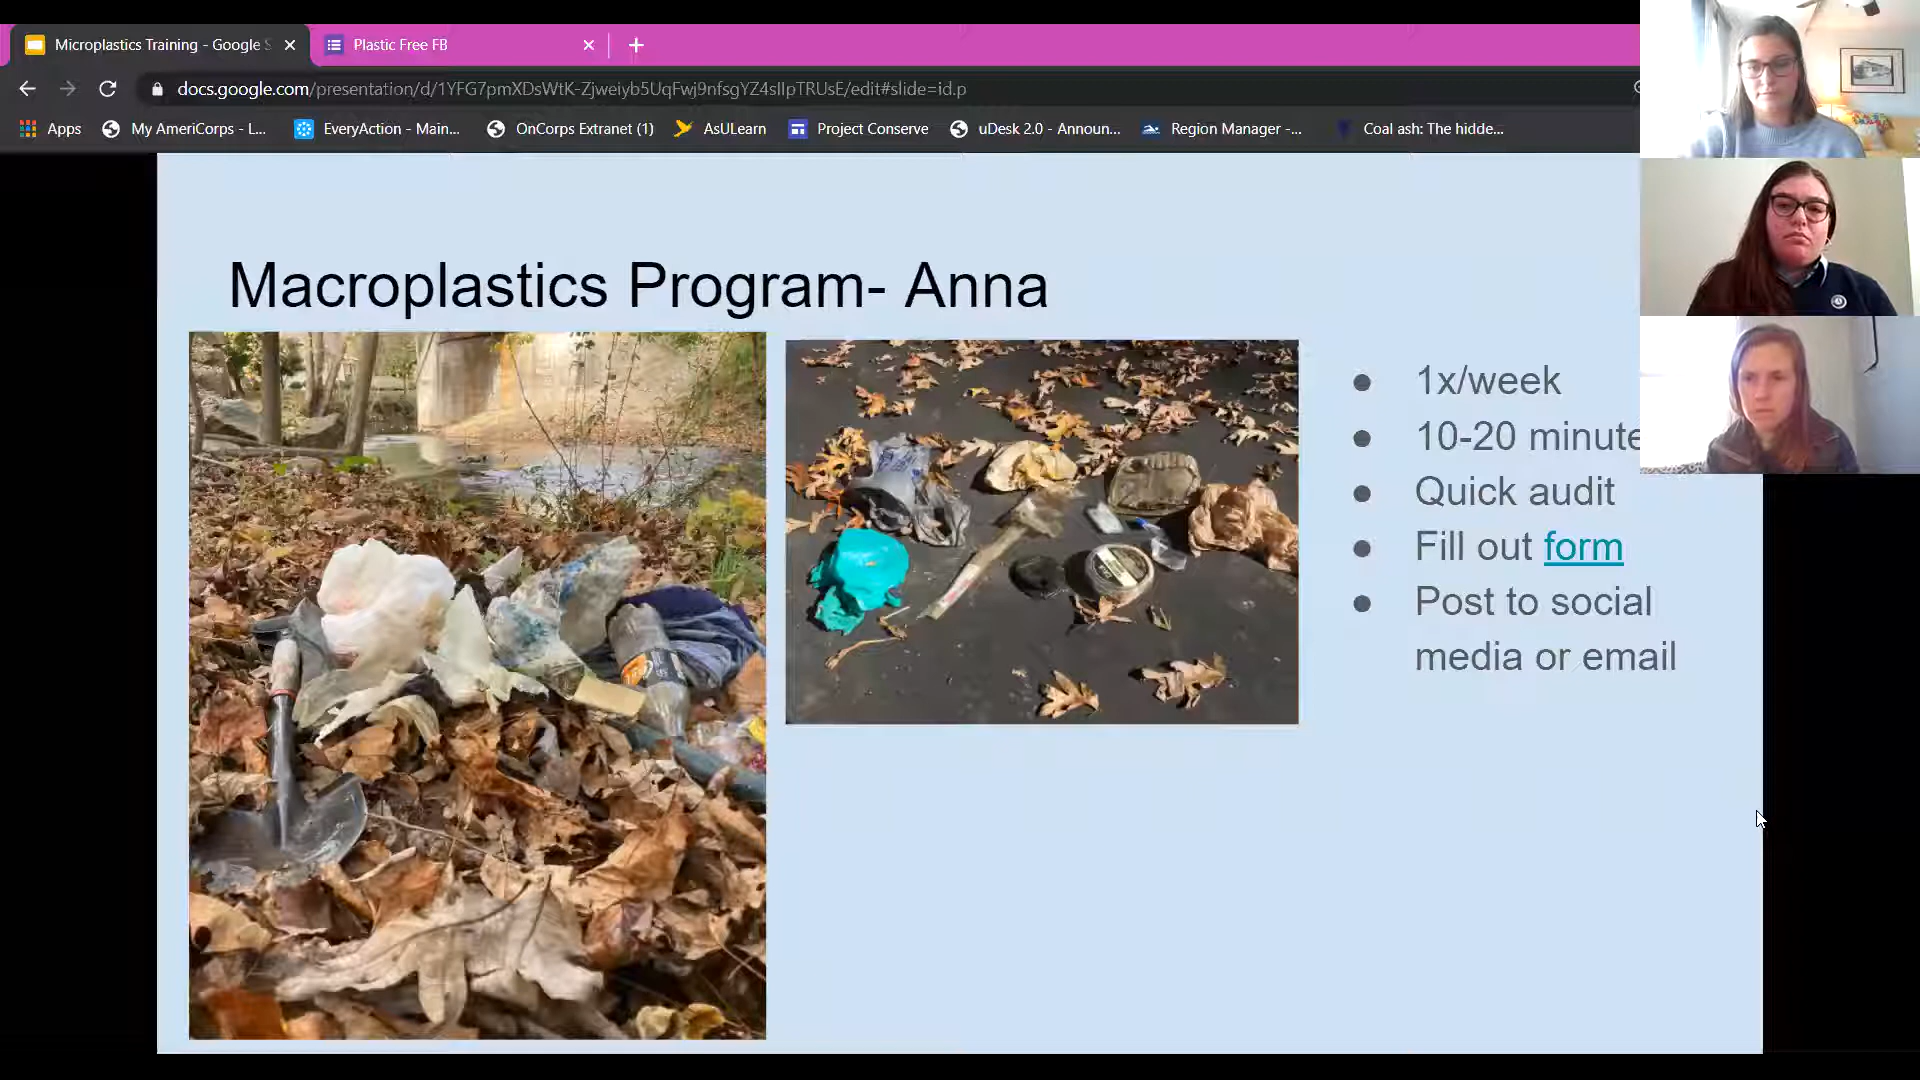 Microplastics Training - Google S
Plastic Free FB
docs.google.com/presentation/d/1YFG7pmXDsWtK-Zjweiyb5UqFwj9nfsgYZ4sIlpTRUsE/edit#slide=id.p
Apps
My AmeriCorps - L...
EveryAction - Main...
OnCorps Extranet (1)
AsULearn
Project Conserve
uDesk 2.0 - Announ...
Region Manager -...
Coal ash: The hidde...
Macroplastics Program- Anna
● 1x/week
● 10-20 minute
● Quick audit
● Fill out form
● Post to social
media or email